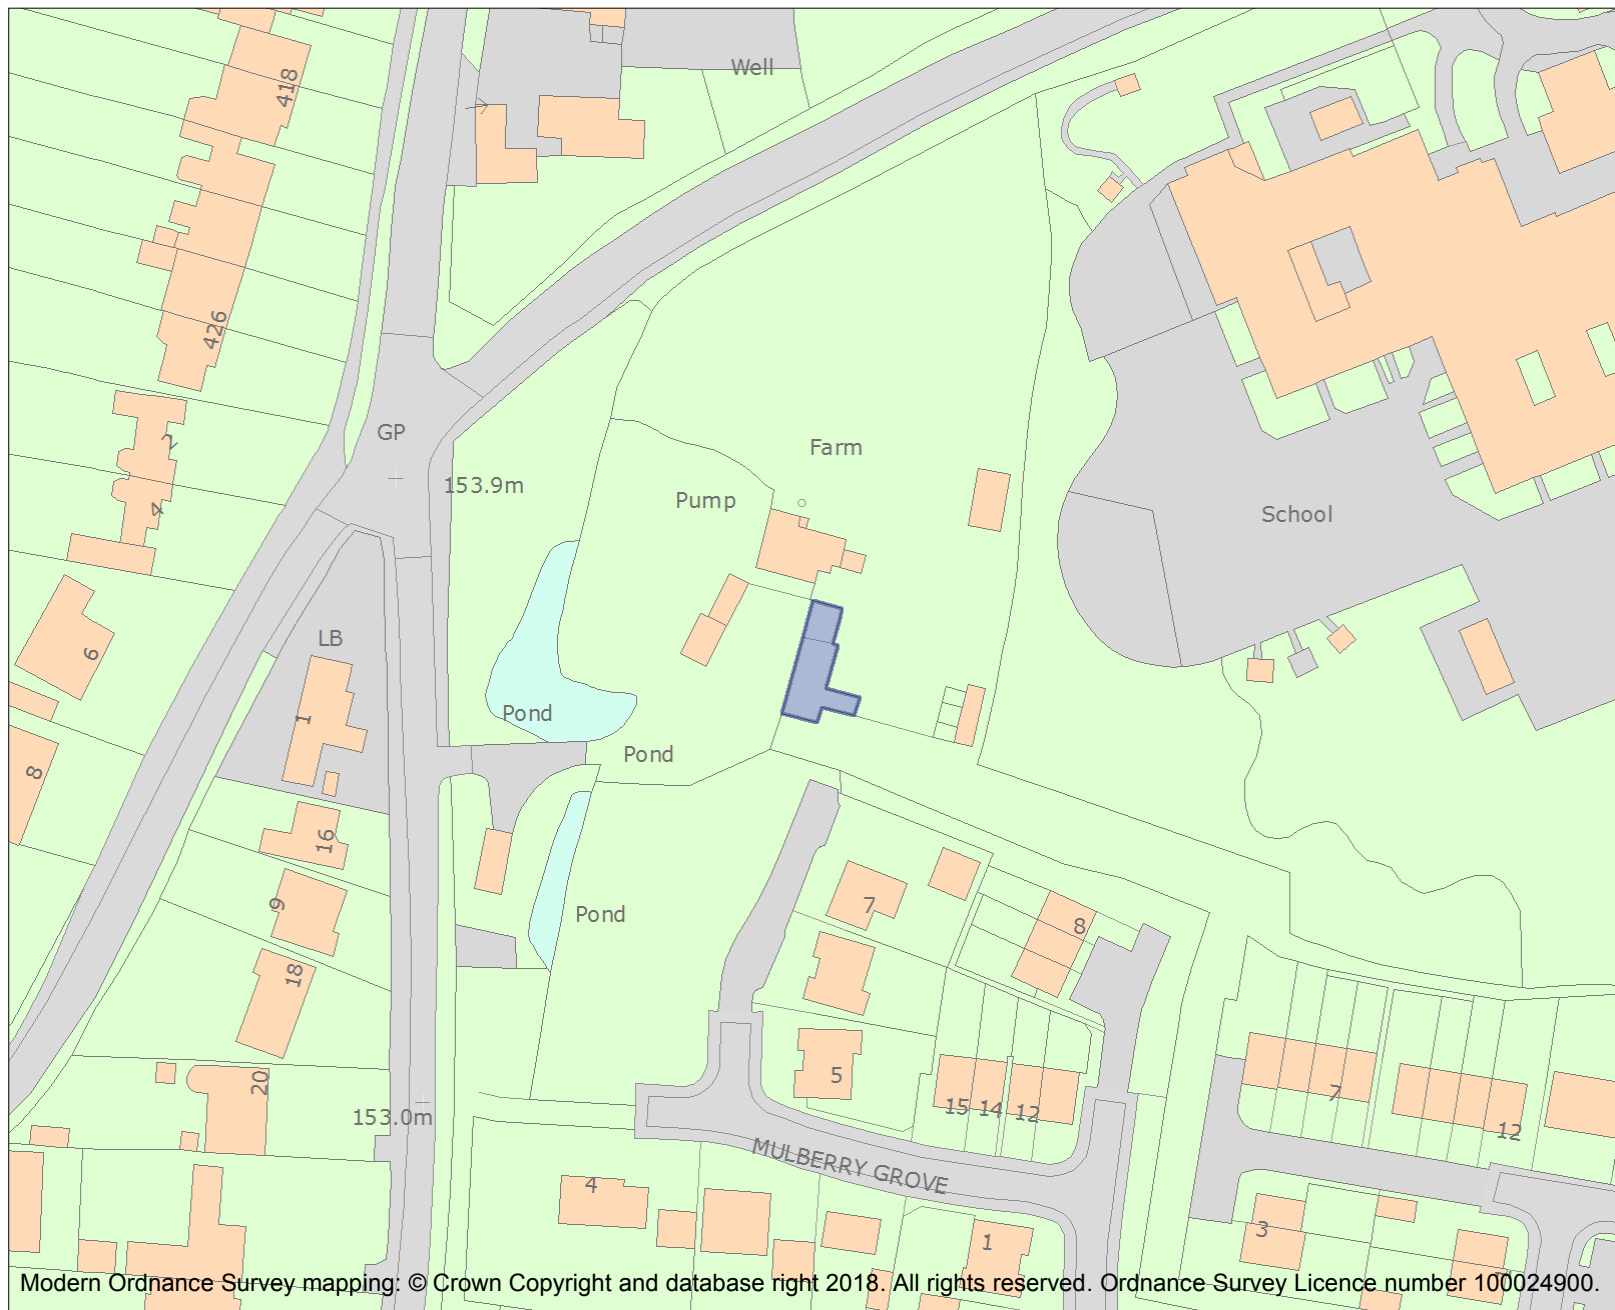 Well
418
426
GP
153.9m
2
4
Farm
Pump
School
LB
6
1
8
Pond
Pond
16
9
18
Pond
7
8
20
153.0m
5
15
14
12
7
12
MULBERRY GROVE
4
1
3
Modern Ordnance Survey mapping: © Crown Copyright and database right 2018. All rights reserved. Ordnance Survey Licence number 100024900.